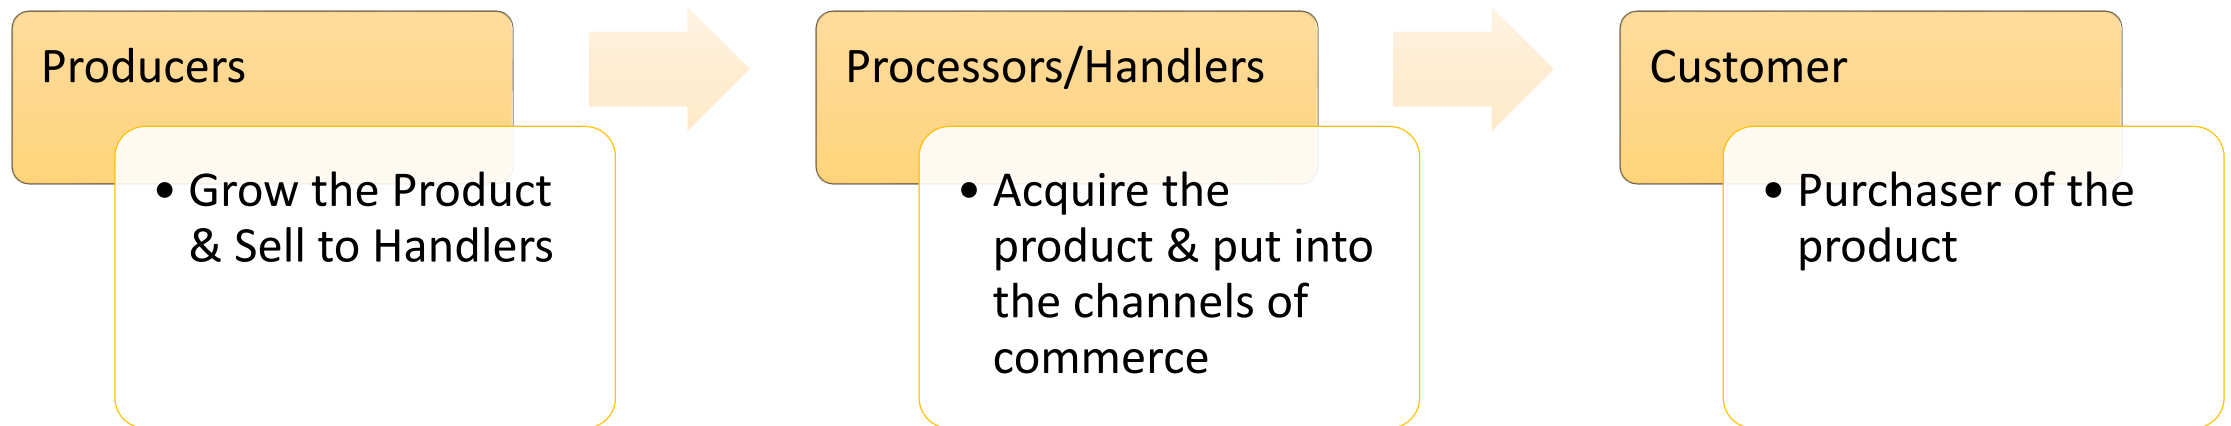 Producers
• Grow the Product
& Sell to Handlers
Processors/Handlers
• Acquire the
product & put into
the channels of
commerce
Customer
• Purchaser of the
product